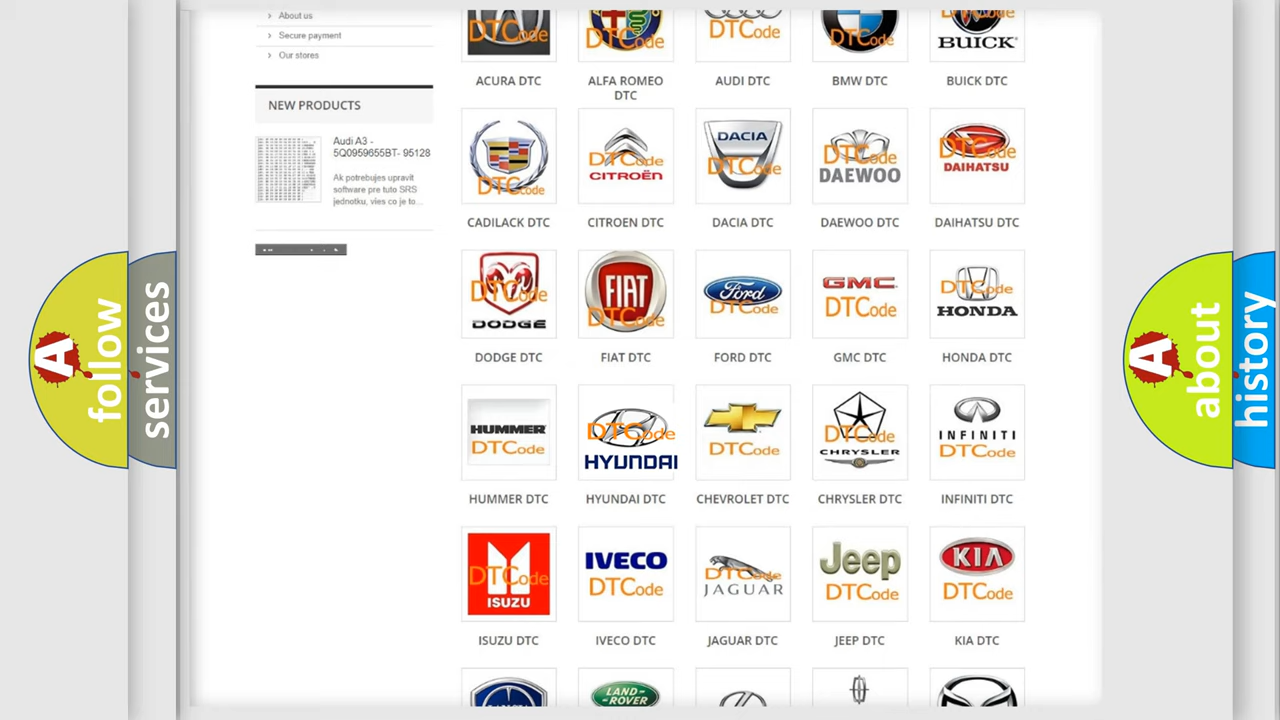 About us
Secure payment
Our stores
NEW PRODUCTS
Audi A3 -
5Q0959655BT- 95128
Ak potrebujes upravit
software pre tuto SRS
jednotku, vies co je to...
DTCode
DTCode
DTCode
DTCode
BUICK
ACURA DTC
ALFA ROMEO
DTC
AUDI DTC
BMW DTC
BUICK DTC
DTCode
DTCode
CITROËN
DACIA
DTCode
DTCode
DAEWOO
DTCode
DAIHATSU
CADILACK DTC
CITROEN DTC
DACIA DTC
DAEWOO DTC
DAIHATSU DTC
DTCode
DODGE
FIAT
DTCode
Ford
DTCode
GMC
DTCode
DTCode
HONDA
DODGE DTC
FIAT DTC
FORD DTC
GMC DTC
HONDA DTC
HUMMER
DTCode
DTCode
HYUNDAI
DTCode
DTCode
CHRYSLER
INFINITI
DTCode
HUMMER DTC
HYUNDAI DTC
CHEVROLET DTC
CHRYSLER DTC
INFINITI DTC
DTCode
ISUZU
IVECO
DTCode
DTCode
JAGUAR
Jeep
DTCode
KIA
DTCode
ISUZU DTC
IVECO DTC
JAGUAR DTC
JEEP DTC
KIA DTC
LAND-
ROVER
A
follow
services
A
about
history